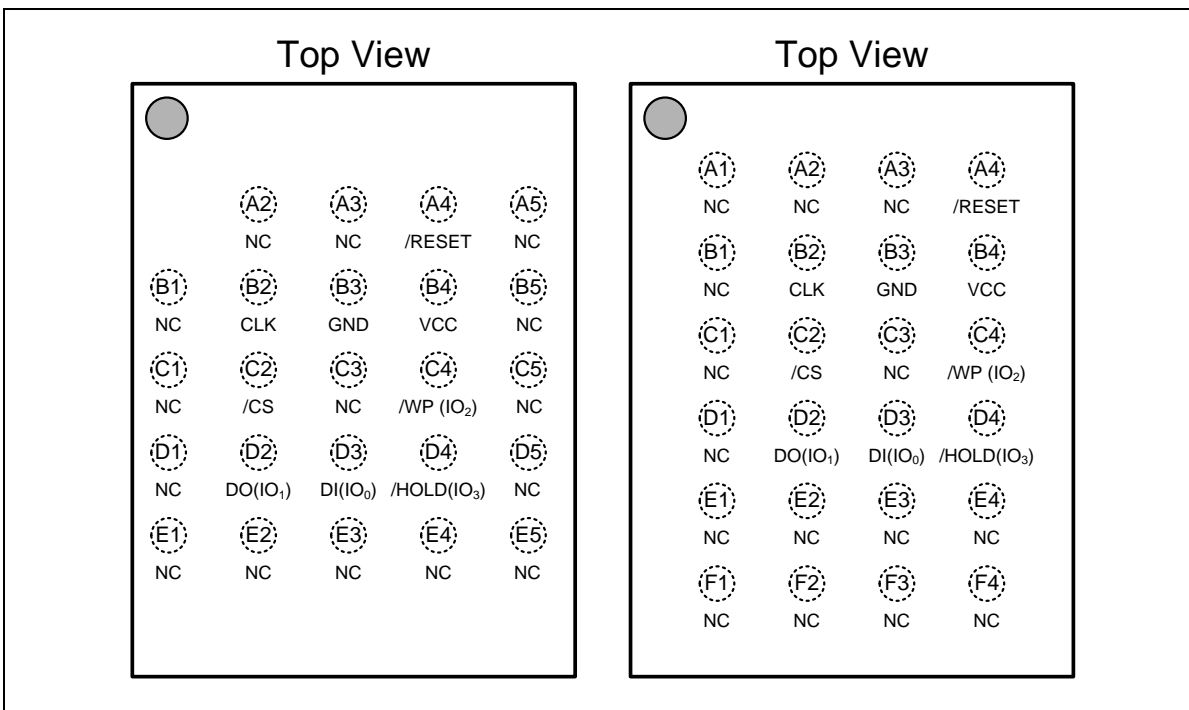 Top View
A2 A3 A4 A5
NC NC /RESET NC
B1 B2 B3 B4 B5
NC CLK GND VCC NC
C1 C2 C3 C4 C5
NC /CS NC /WP (IO₂) NC
D1 D2 D3 D4 D5
NC DO(IO₁) DI(IO₀) /HOLD(IO₃) NC
E1 E2 E3 E4 E5
NC NC NC NC NC
Top View
A1 A2 A3 A4
NC NC NC /RESET
B1 B2 B3 B4
NC CLK GND VCC
C1 C2 C3 C4
NC /CS NC /WP (IO₂)
D1 D2 D3 D4
NC DO(IO₁) DI(IO₀) /HOLD(IO₃)
E1 E2 E3 E4
NC NC NC NC
F1 F2 F3 F4
NC NC NC NC